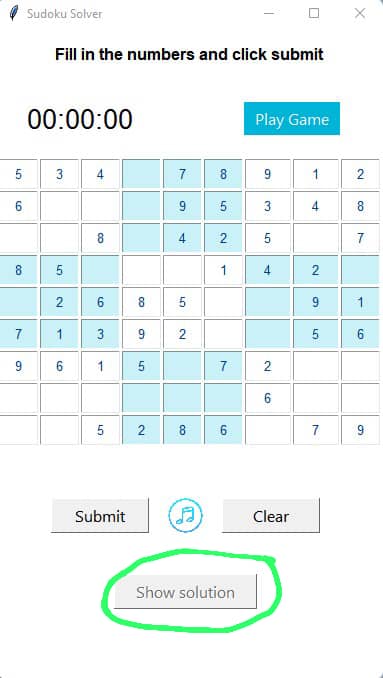 Sudoku Solver
Fill in the numbers and click submit
00:00:00 Play Game
5 3 4 7 8 9 1 2
6 9 5 3 4 8
8 4 2 5 7
8 5 1 4 2
2 6 8 5 9 1
7 1 3 9 2 5 6
9 6 1 5 7 2
6
5 2 8 6 7 9
Submit Clear
Show solution